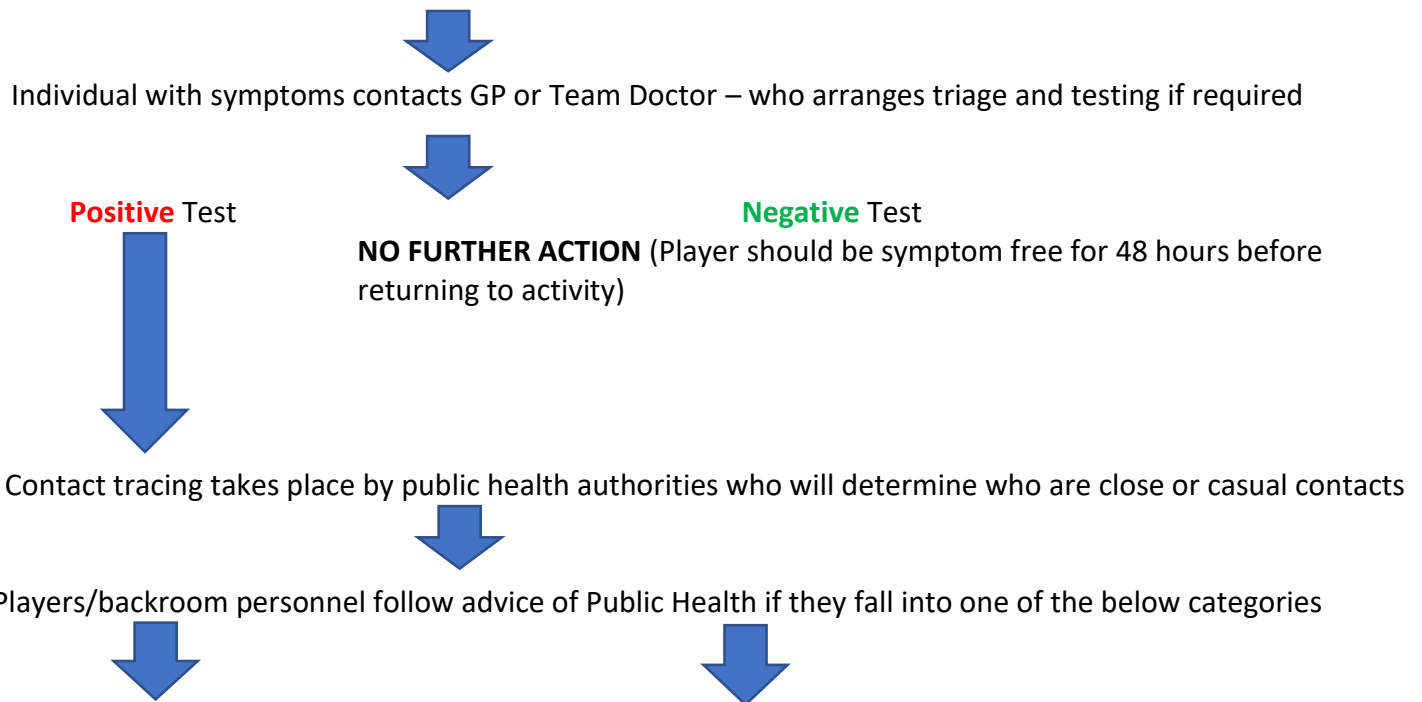 Individual with symptoms contacts GP or Team Doctor – who arranges triage and testing if required
Positive Test
Negative Test
NO FURTHER ACTION (Player should be symptom free for 48 hours before
returning to activity)
Contact tracing takes place by public health authorities who will determine who are close or casual contacts
Players/backroom personnel follow advice of Public Health if they fall into one of the below categories